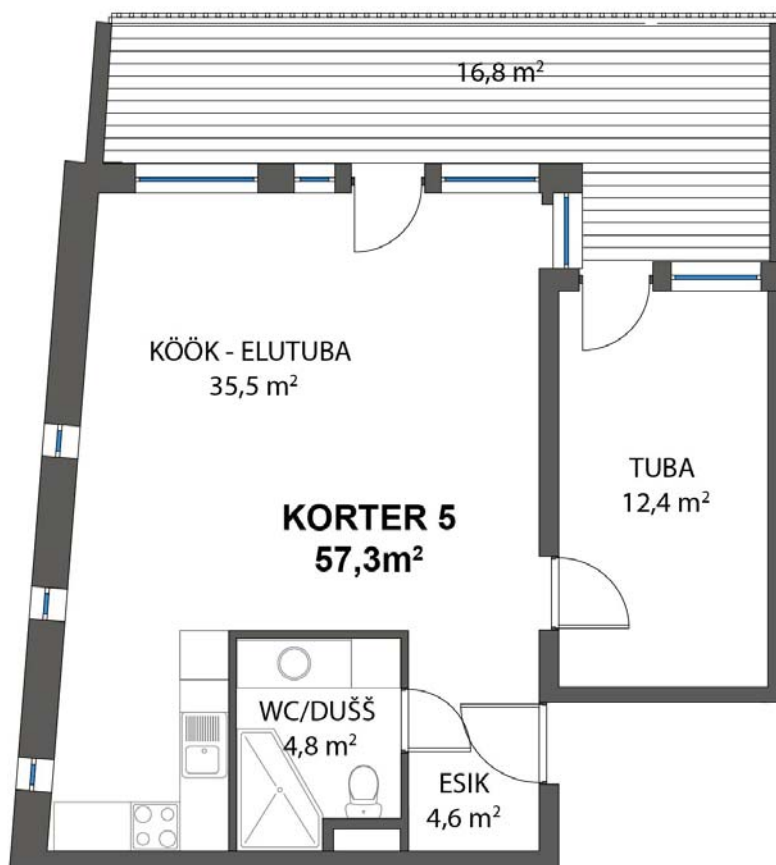 16,8 m²
KÖÖK - ELUTUBA
35,5 m²
TUBA
12,4 m²
KORTER 5
57,3m²
WC/DUŠŠ
4,8 m²
ESIK
4,6 m²